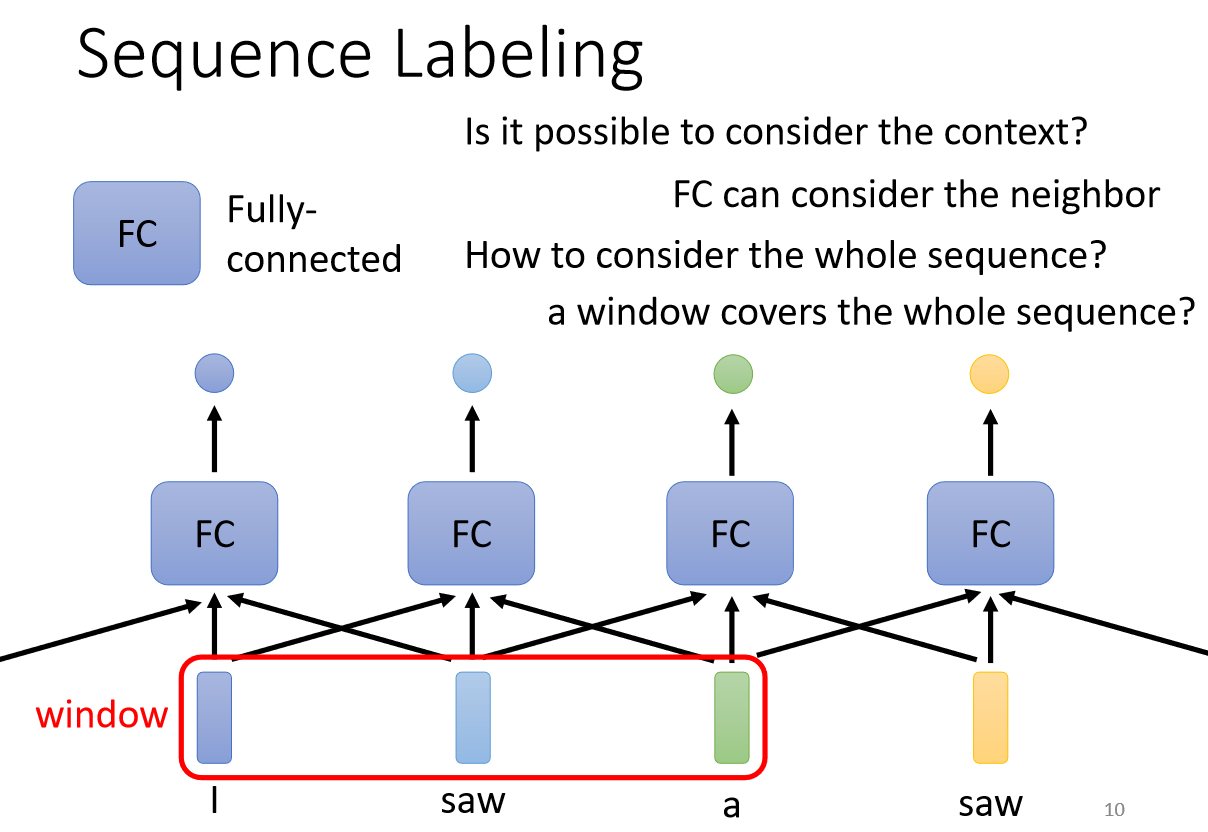 Sequence Labeling
Is it possible to consider the context?
FC can consider the neighbor
FC
Fully-
connected
How to consider the whole sequence?
a window covers the whole sequence?
FC
FC
FC
FC
window
I
saw
a
saw
10